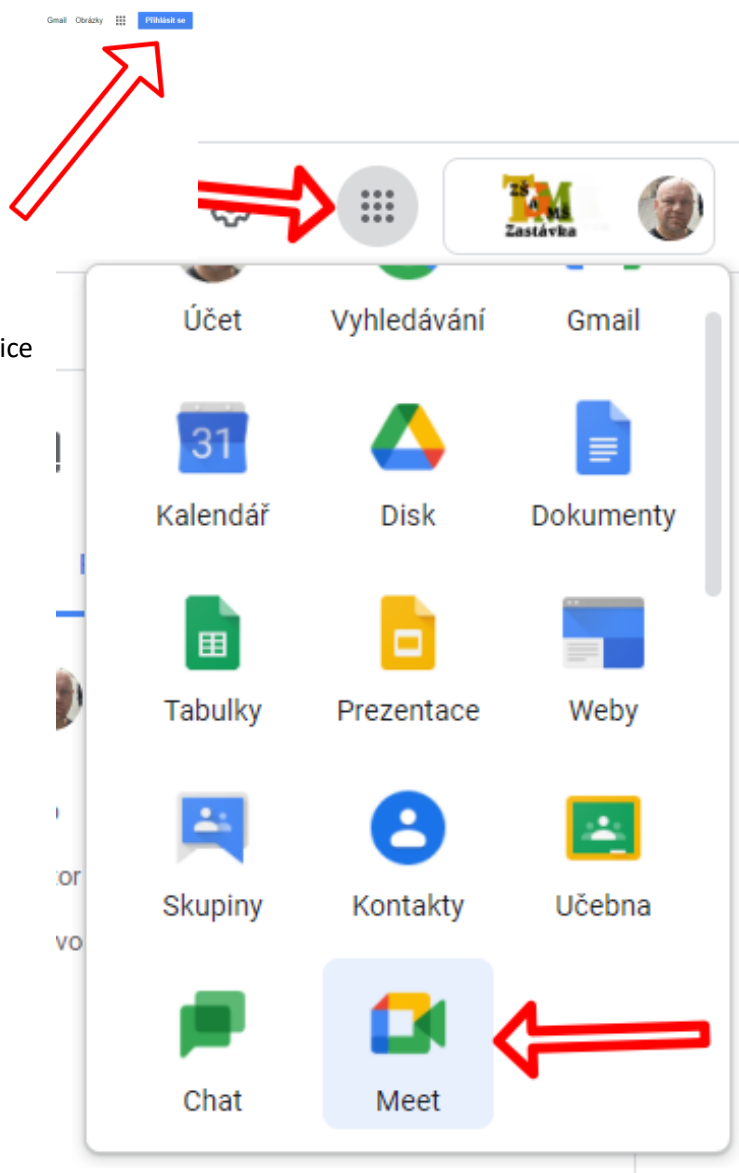 Gmail Obrázky Přihlásit se
ZŠ A MŠ
Zastávka
Účet Vyhledávání Gmail
ice
31
Kalendář Disk Dokumenty
Tabulky Prezentace Weby
Skupiny Kontakty Učebna
or
vo
Chat Meet